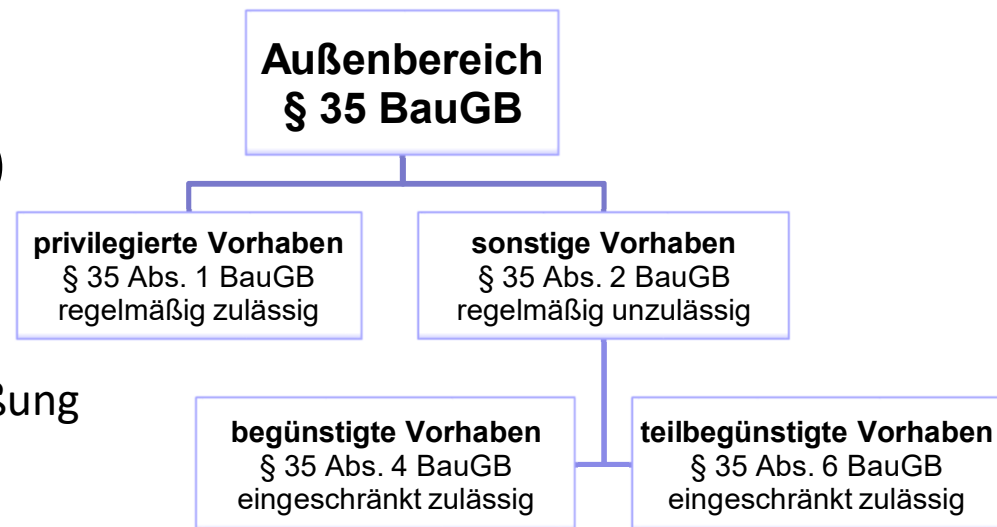 Außenbereich
§ 35 BauGB
)
privilegierte Vorhaben
§ 35 Abs. 1 BauGB
regelmäßig zulässig
sonstige Vorhaben
§ 35 Abs. 2 BauGB
regelmäßig unzulässig
ßung
begünstigte Vorhaben
§ 35 Abs. 4 BauGB
eingeschränkt zulässig
teilbegünstigte Vorhaben
§ 35 Abs. 6 BauGB
eingeschränkt zulässig